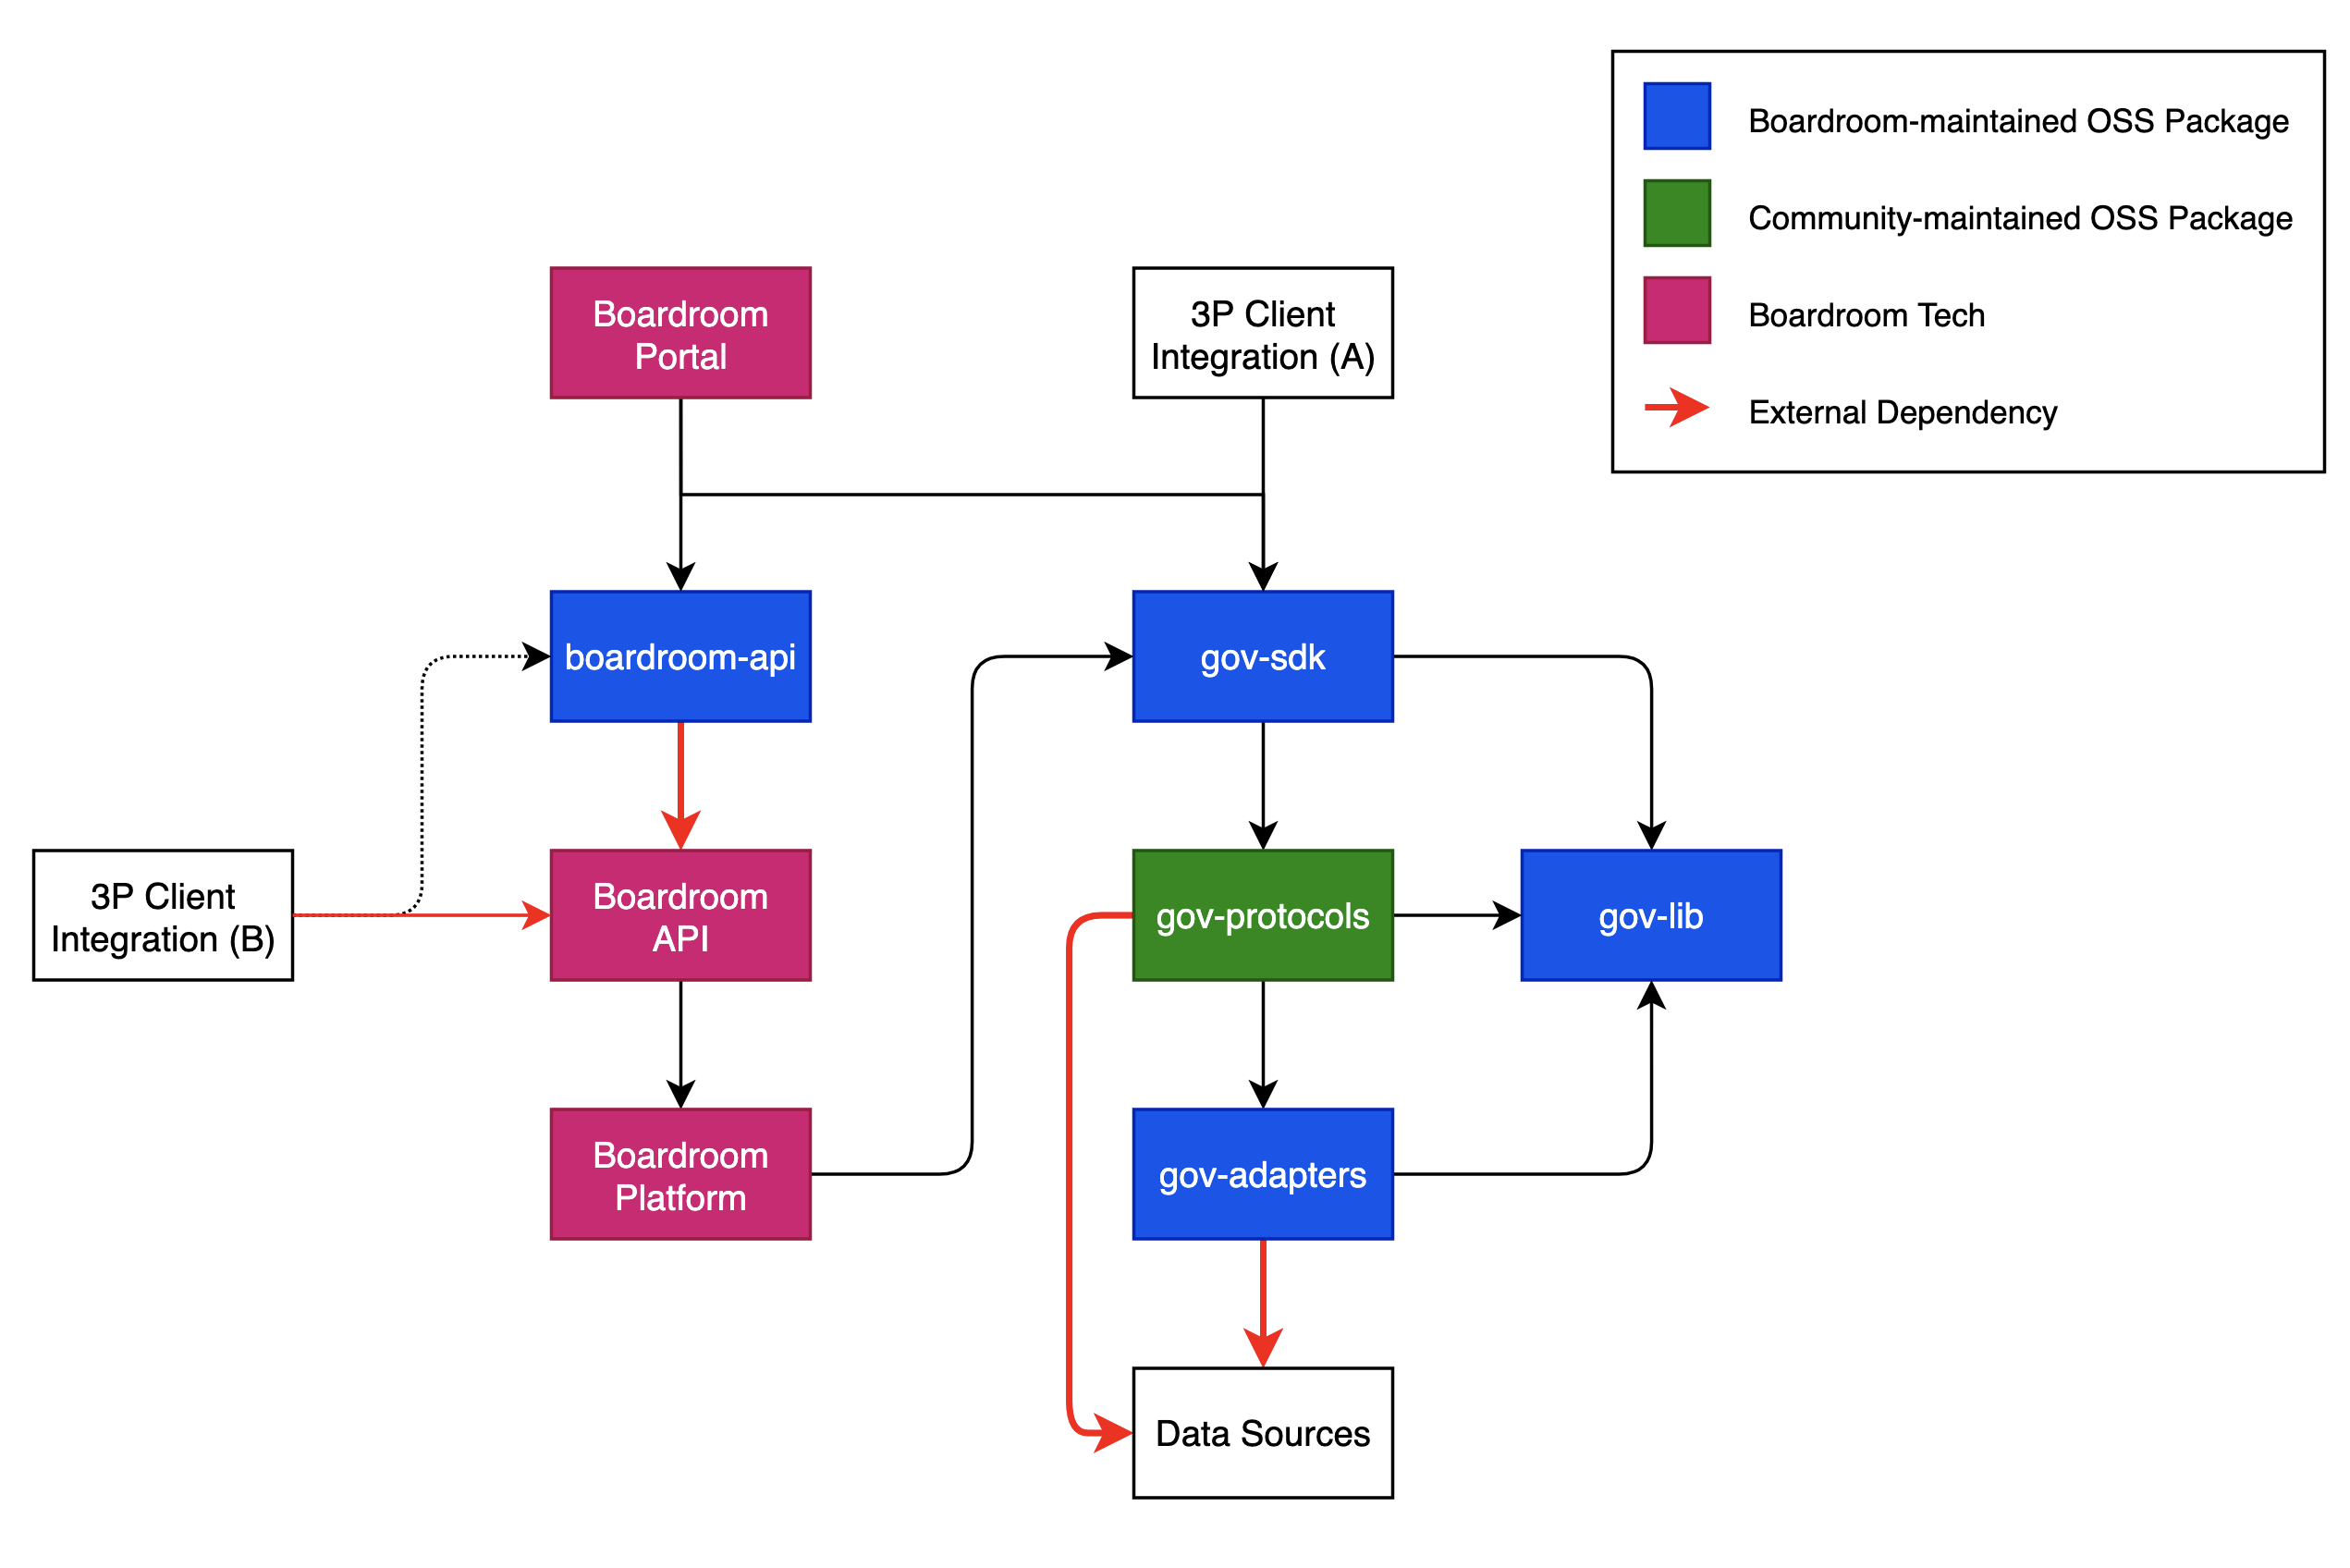 Boardroom-maintained OSS Package
Community-maintained OSS Package
Boardroom Tech
External Dependency
Boardroom
Portal
3P Client
Integration (A)
boardroom-api
gov-sdk
3P Client
Integration (B)
Boardroom
API
gov-protocols
gov-lib
Boardroom
Platform
gov-adapters
Data Sources